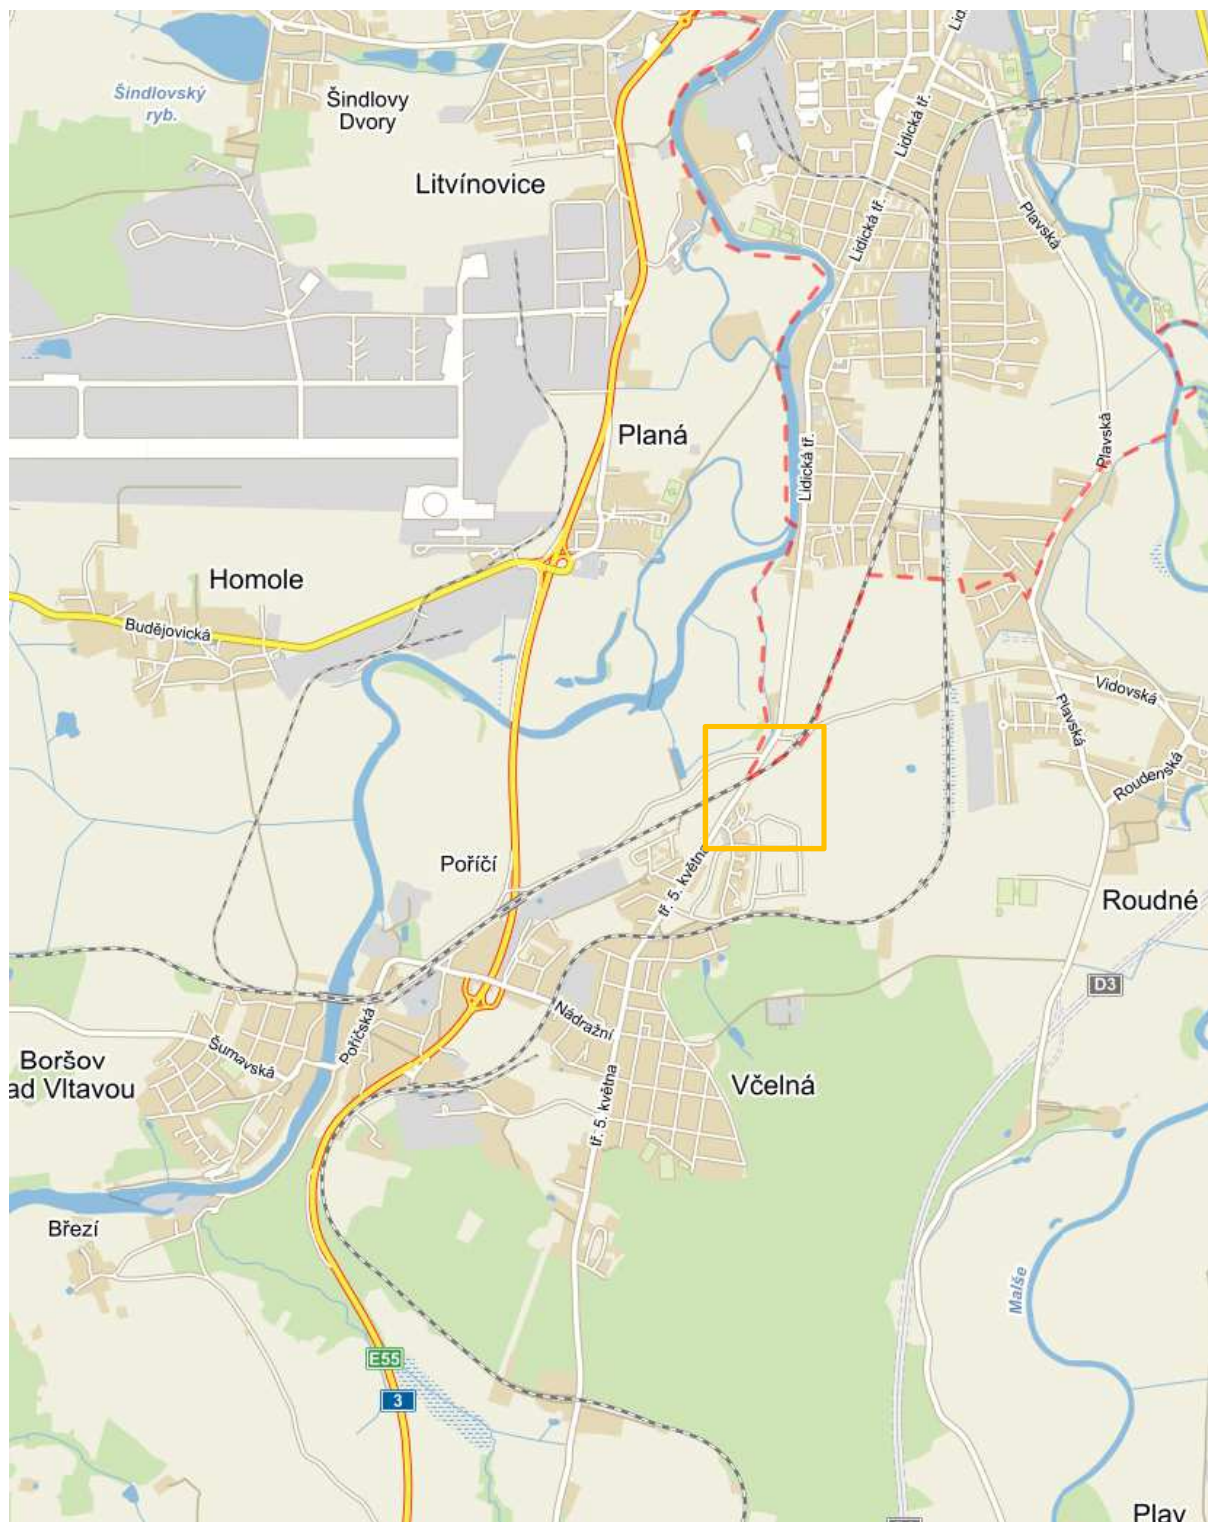 Lid.
Šindlovský
ryb.
Šindlovy
Dvory
Lidická tř.
Lidická tř.
Litvínovice
Lidická tř.
Plavská
Planá
Plavská
Lidická tř.
Homole
Budějovická
Vidovská
Plavská
Roudenská
Poříčí
tř. 5. května
Roudné
D3
Nádražní
Poříčská
Šumavská
Boršov
ad Vltavou
Včelná
tř. 5. května
Březí
Malše
E55
3
Plav